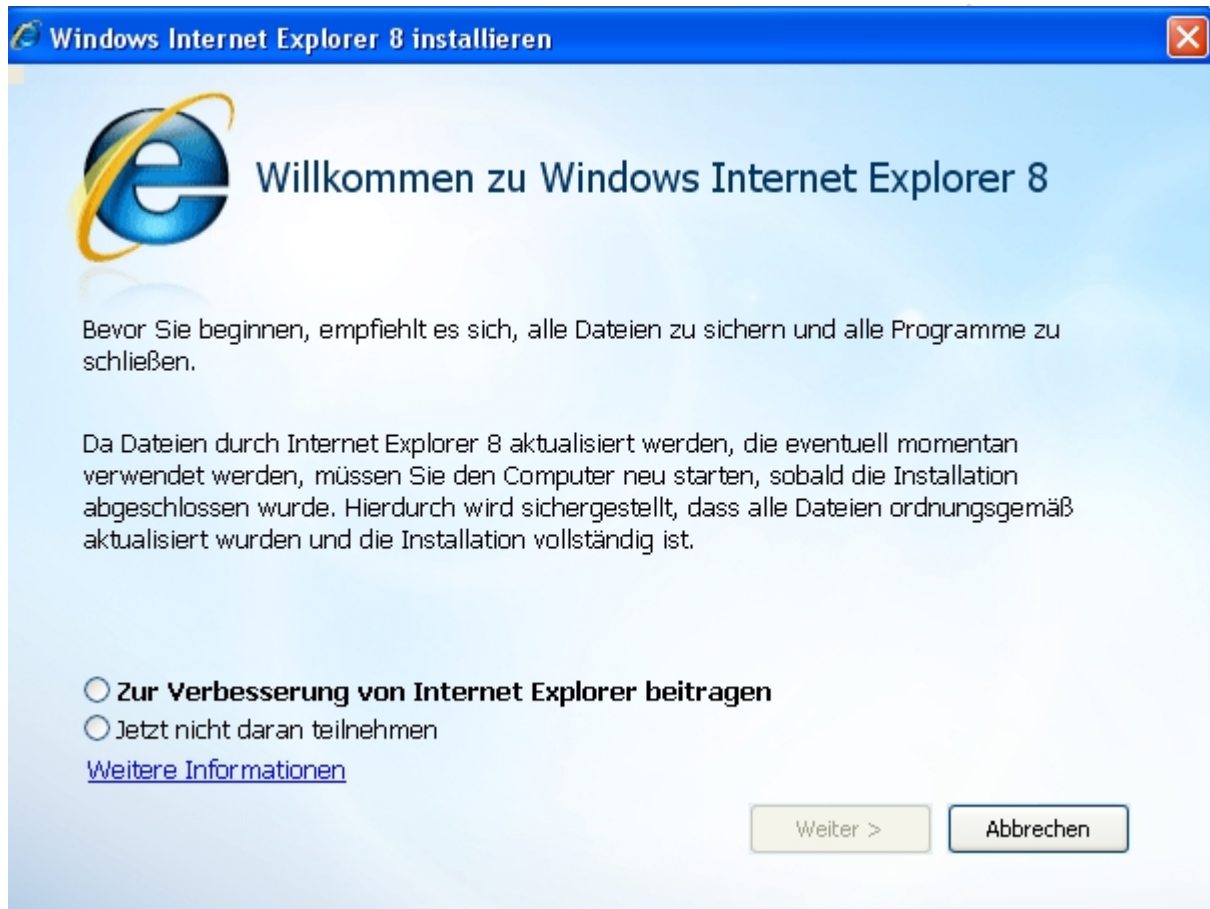 Windows Internet Explorer 8 installieren
Willkommen zu Windows Internet Explorer 8
Bevor Sie beginnen, empfiehlt es sich, alle Dateien zu sichern und alle Programme zu
schließen.
Da Dateien durch Internet Explorer 8 aktualisiert werden, die eventuell momentan
verwendet werden, müssen Sie den Computer neu starten, sobald die Installation
abgeschlossen wurde. Hierdurch wird sichergestellt, dass alle Dateien ordnungsgemäß
aktualisiert wurden und die Installation vollständig ist.
Zur Verbesserung von Internet Explorer beitragen
Jetzt nicht daran teilnehmen
Weitere Informationen
Weiter >
Abbrechen